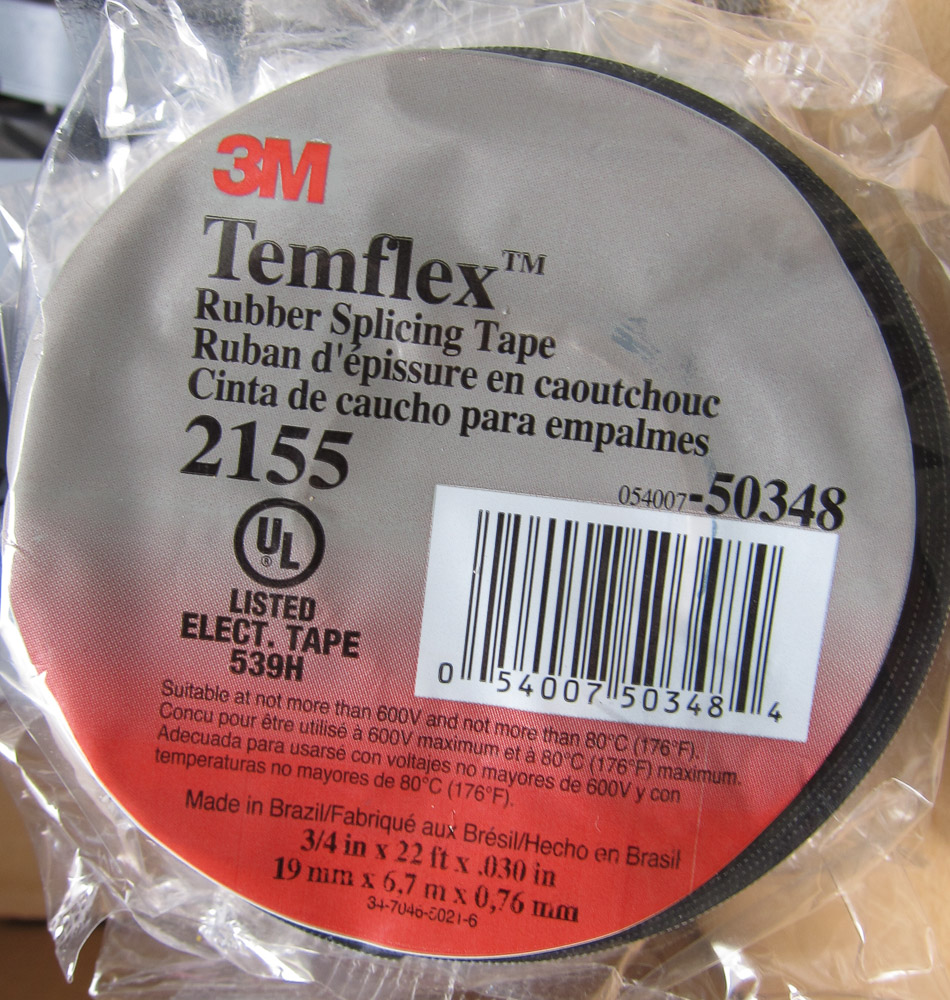 3M
Temflex™
Rubber Splicing Tape
Ruban d'épissure en caoutchouc
Cinta de caucho para empalmes
2155
054007-50348
UL
®
LISTED
ELECT. TAPE
539H
0 54007 50348 4
Suitable at not more than 600V and not more than 80°C (176°F).
Concu pour être utilisé à 600V maximum et à 80°C (176°F) maximum.
Adecuada para usarsé con voltajes no mayores de 600V y con
temperaturas no mayores de 80°C (176°F).
Made in Brazil/Fabriqué aux Brésil/Hecho en Brasil
3/4 in x 22 ft x .030 in
19 mm x 6.7 m x 0,76 mm